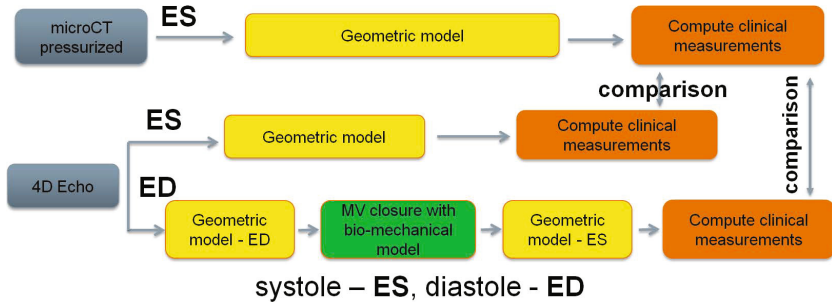 microCT
pressurized
ES
Geometric model
Compute clinical
measurements
comparison
comparison
4D Echo
ES
Geometric model
Compute clinical
measurements
ED
Geometric
model - ED
MV closure with
bio-mechanical
model
Geometric
model - ES
Compute clinical
measurements
systole – ES, diastole - ED